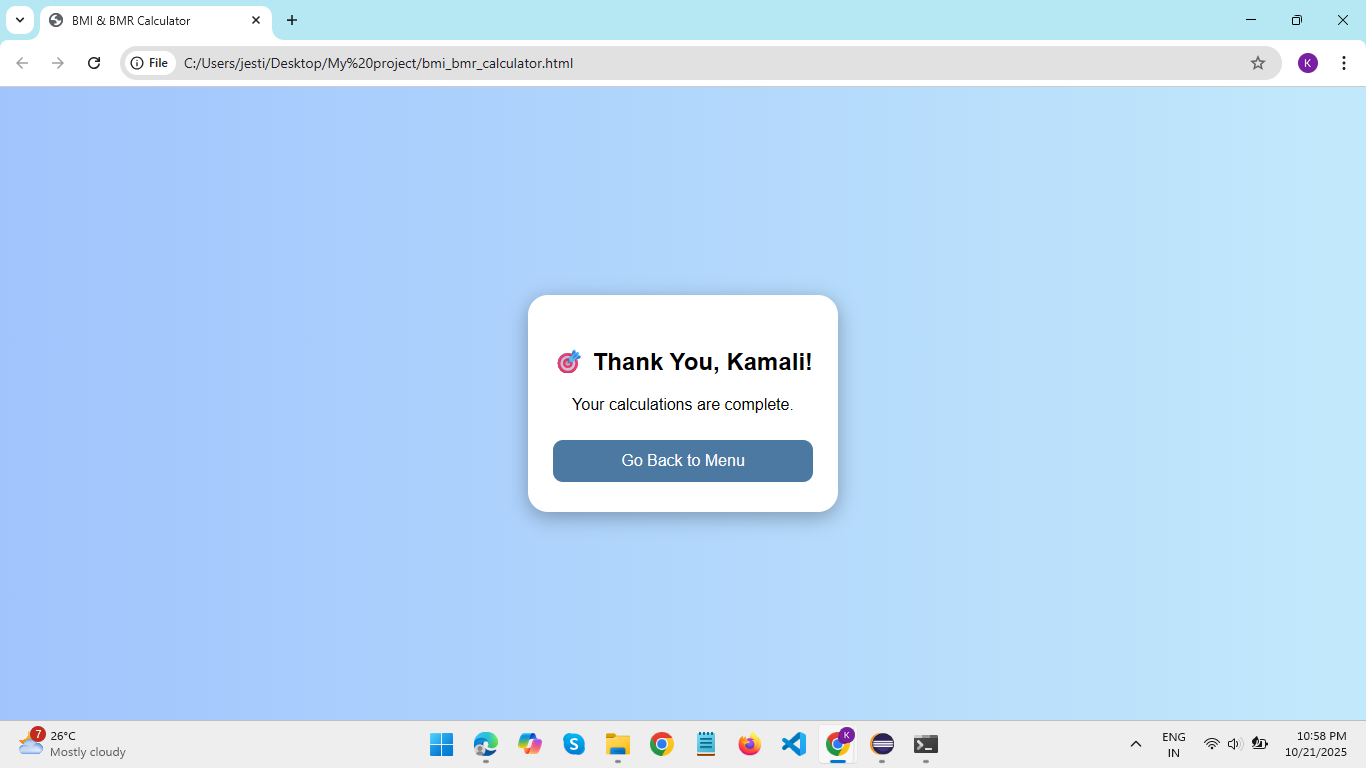 BMI & BMR Calculator
File
C:/Users/jesti/Desktop/My%20project/bmi_bmr_calculator.html
K
🎯 Thank You, Kamali!
Your calculations are complete.
Go Back to Menu
7
26°C
Mostly cloudy
S
K
ENG
IN
10:58 PM
10/21/2025